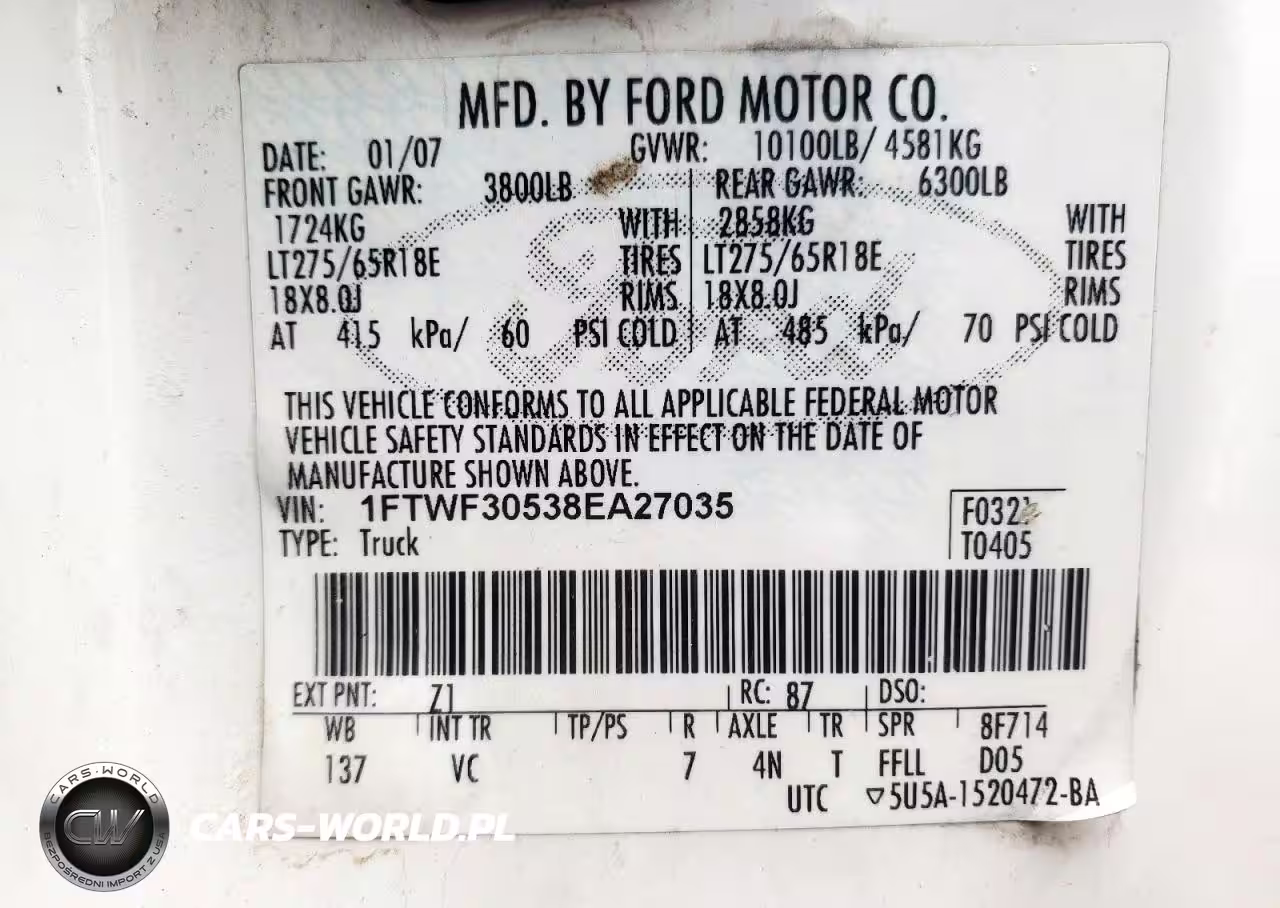 MFD. BY FORD MOTOR CO.
DATE: 01/07 GVWR: 10100LB/ 4581KG
FRONT GAWR: 3800LB REAR GAWR: 6300LB
1724KG WITH 2858KG WITH
LT275/65R18E TIRES LT275/65R18E TIRES
18X8.0J RIMS 18X8.0J RIMS
AT 415 kPa/ 60 PSI COLD AT 485 kPa/ 70 PSI COLD
Ford
THIS VEHICLE CONFORMS TO ALL APPLICABLE FEDERAL MOTOR
VEHICLE SAFETY STANDARDS IN EFFECT ON THE DATE OF
MANUFACTURE SHOWN ABOVE.
VIN: 1FTWF30538EA27035
TYPE: Truck
T0405
EXT PNT: Z1 RC: 87 DSO:
WB INT TR TP/PS R AXLE TR SPR 8F714
137 VC 7 4N T FFLL D05
UTC ▽5U5A-1520472-BA
CARS-WORLD
CW
BEZPOŚREDNI IMPORT Z USA
CARS-WORLD.PL